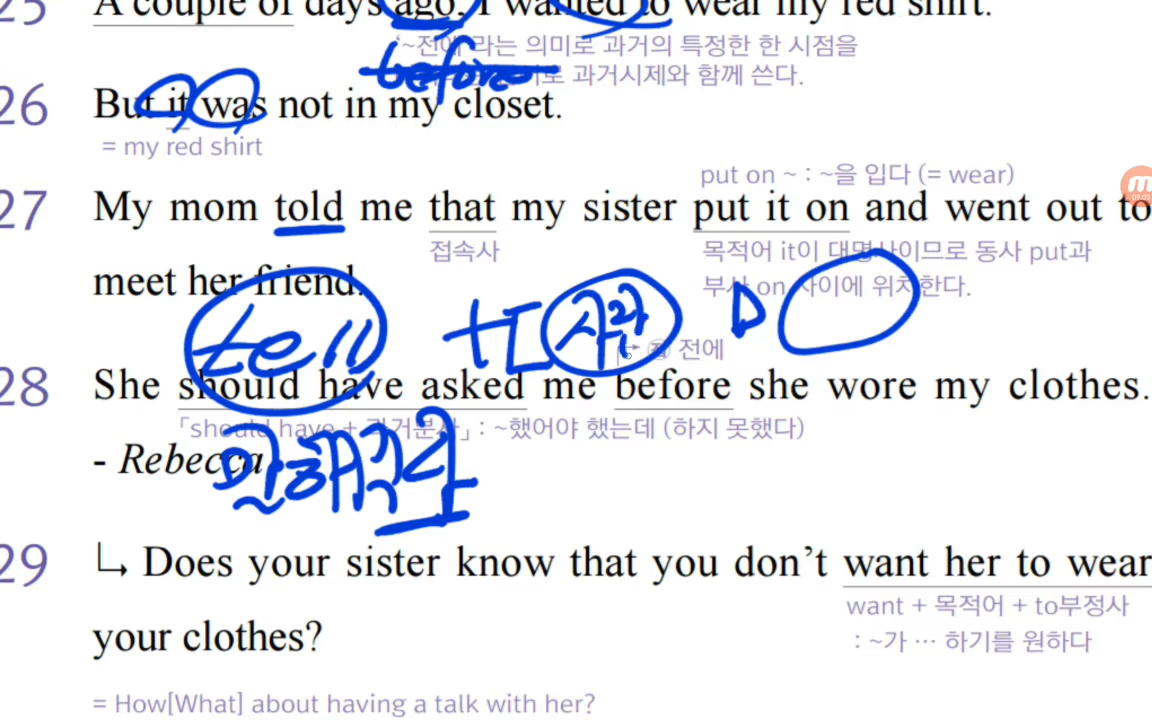 25 A couple of days ago, I wanted to wear my red shirt.
'~전에'라는 의미로 과거의 특정한 한 시점을
before 로 과거시제와 함께 쓴다.
26 But it was not in my closet.
= my red shirt
put on ~ : ~을 입다 (= wear)
27 My mom told me that my sister put it on and went out to
접속사 목적어 it이 대명사이므로 동사 put과
meet her friend. 부사 on 사이에 위치한다.
tell 사람
전에
28 She should have asked me before she wore my clothes.
「should have + 과거분사」 : ~했어야 했는데 (하지 못했다)
- Rebecca
29 ↳ Does your sister know that you don't want her to wear
want + 목적어 + to부정사
your clothes? : ~가 … 하기를 원하다
= How[What] about having a talk with her?